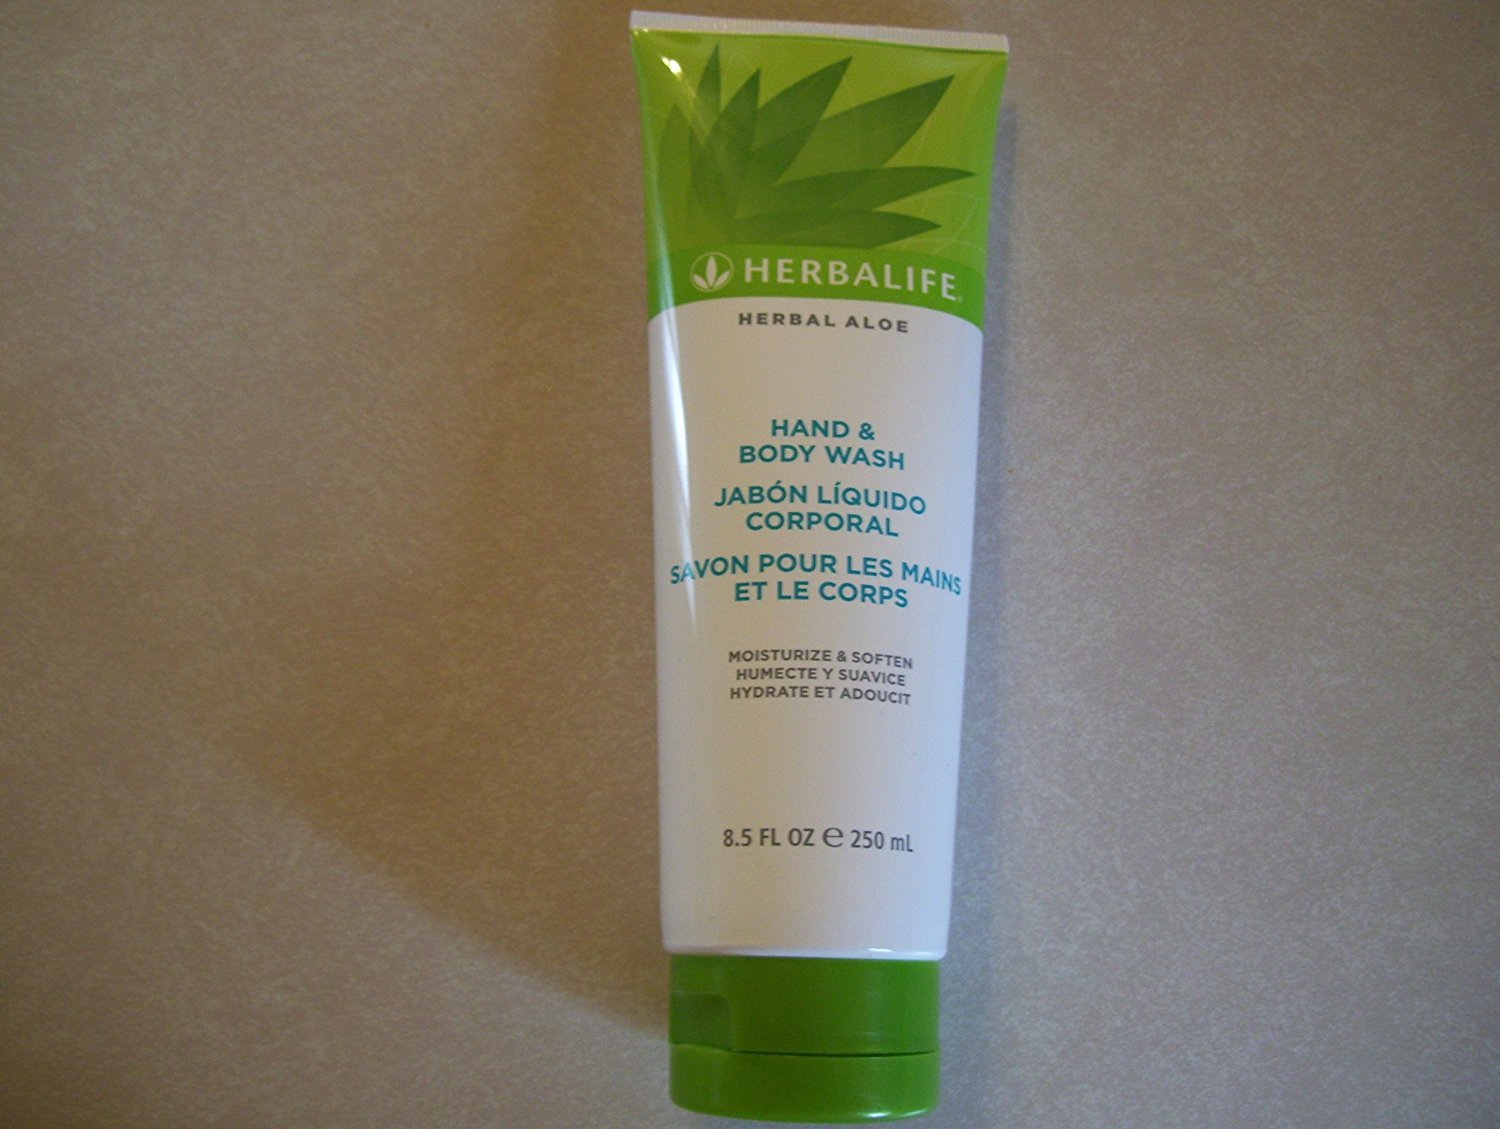 HERBALIFE
HERBAL ALOE
HAND &
BODY WASH
JABÓN LÍQUIDO
CORPORAL
SAVON POUR LES MAINS
ET LE CORPS
MOISTURIZE & SOFTEN
HUMECTE Y SUAVICE
HYDRATE ET ADOUCIT
8.5 FL OZ ℮ 250 mL